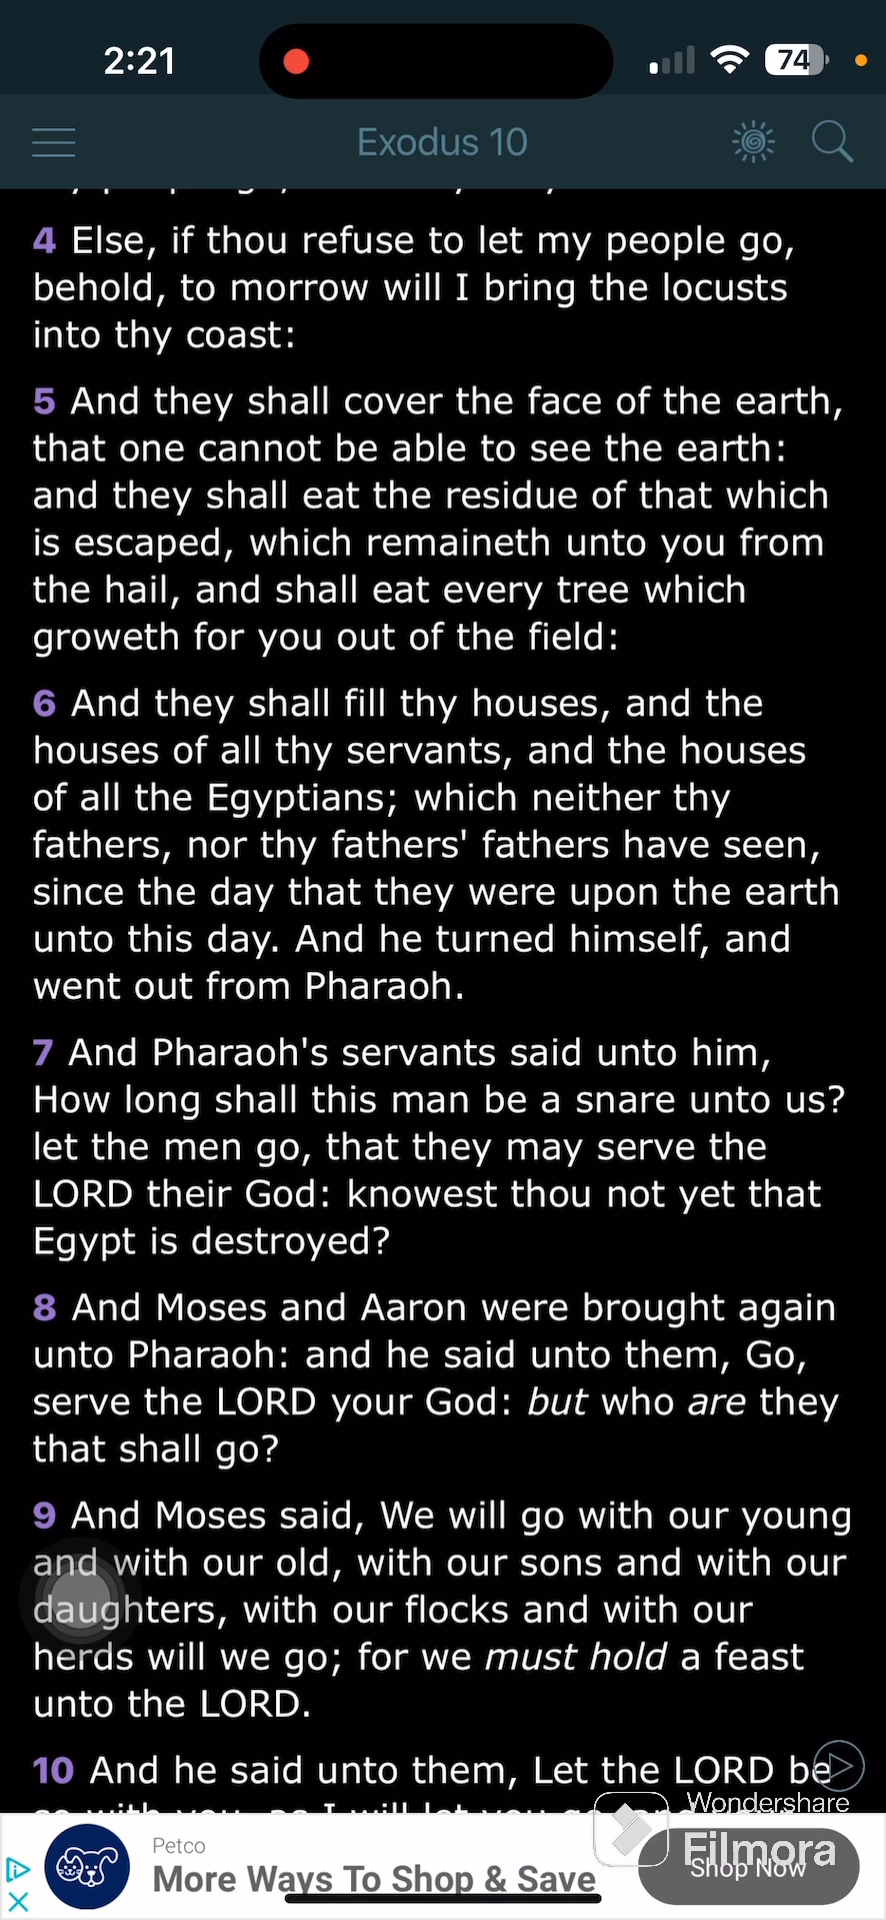 2:21
74
Exodus 10
4 Else, if thou refuse to let my people go,
behold, to morrow will I bring the locusts
into thy coast:
5 And they shall cover the face of the earth,
that one cannot be able to see the earth:
and they shall eat the residue of that which
is escaped, which remaineth unto you from
the hail, and shall eat every tree which
groweth for you out of the field:
6 And they shall fill thy houses, and the
houses of all thy servants, and the houses
of all the Egyptians; which neither thy
fathers, nor thy fathers' fathers have seen,
since the day that they were upon the earth
unto this day. And he turned himself, and
went out from Pharaoh.
7 And Pharaoh's servants said unto him,
How long shall this man be a snare unto us?
let the men go, that they may serve the
LORD their God: knowest thou not yet that
Egypt is destroyed?
8 And Moses and Aaron were brought again
unto Pharaoh: and he said unto them, Go,
serve the LORD your God: but who are they
that shall go?
9 And Moses said, We will go with our young
and with our old, with our sons and with our
daughters, with our flocks and with our
herds will we go; for we must hold a feast
unto the LORD.
10 And he said unto them, Let the LORD be
so with you, as I will let you go, and
Wondershare
Filmora
Petco
More Ways To Shop & Save
Shop Now